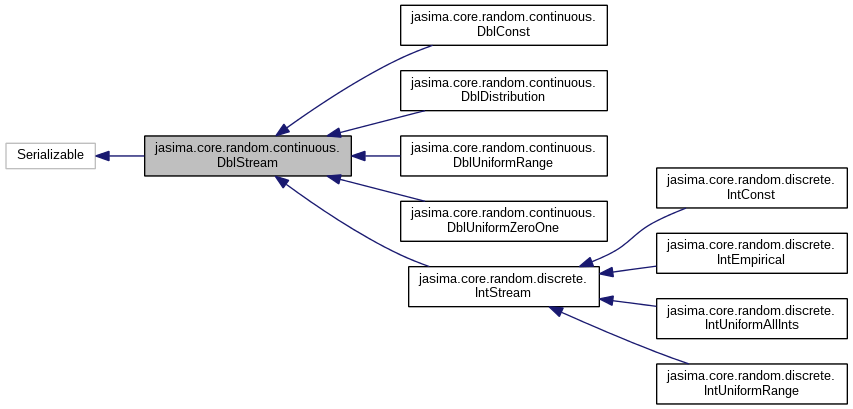 Serializable
jasima.core.random.continuous.
DblStream
jasima.core.random.continuous.
DblConst
jasima.core.random.continuous.
DblDistribution
jasima.core.random.continuous.
DblUniformRange
jasima.core.random.continuous.
DblUniformZeroOne
jasima.core.random.discrete.
IntStream
jasima.core.random.discrete.
IntConst
jasima.core.random.discrete.
IntEmpirical
jasima.core.random.discrete.
IntUniformAllInts
jasima.core.random.discrete.
IntUniformRange